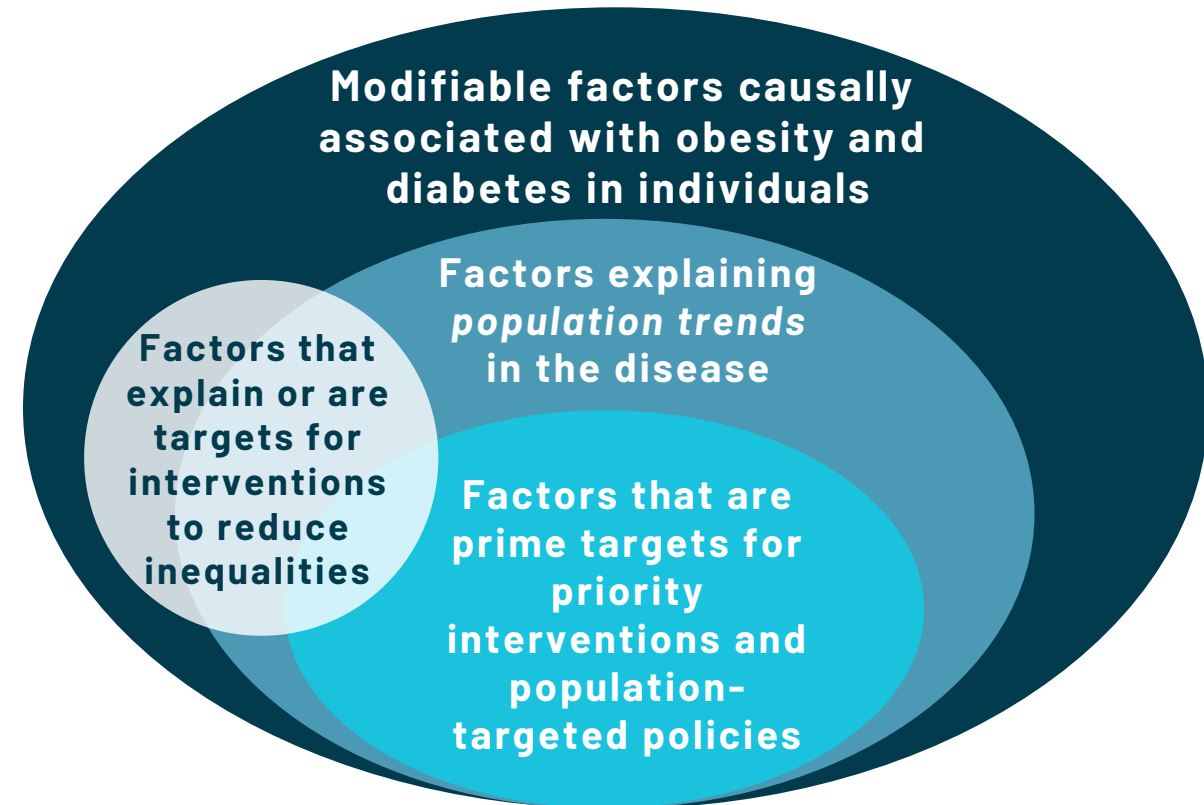 Modifiable factors causally
associated with obesity and
diabetes in individuals
Factors explaining
population trends
in the disease
Factors that
explain or are
targets for
interventions
to reduce
inequalities
Factors that are
prime targets for
priority
interventions and
population-
targeted policies